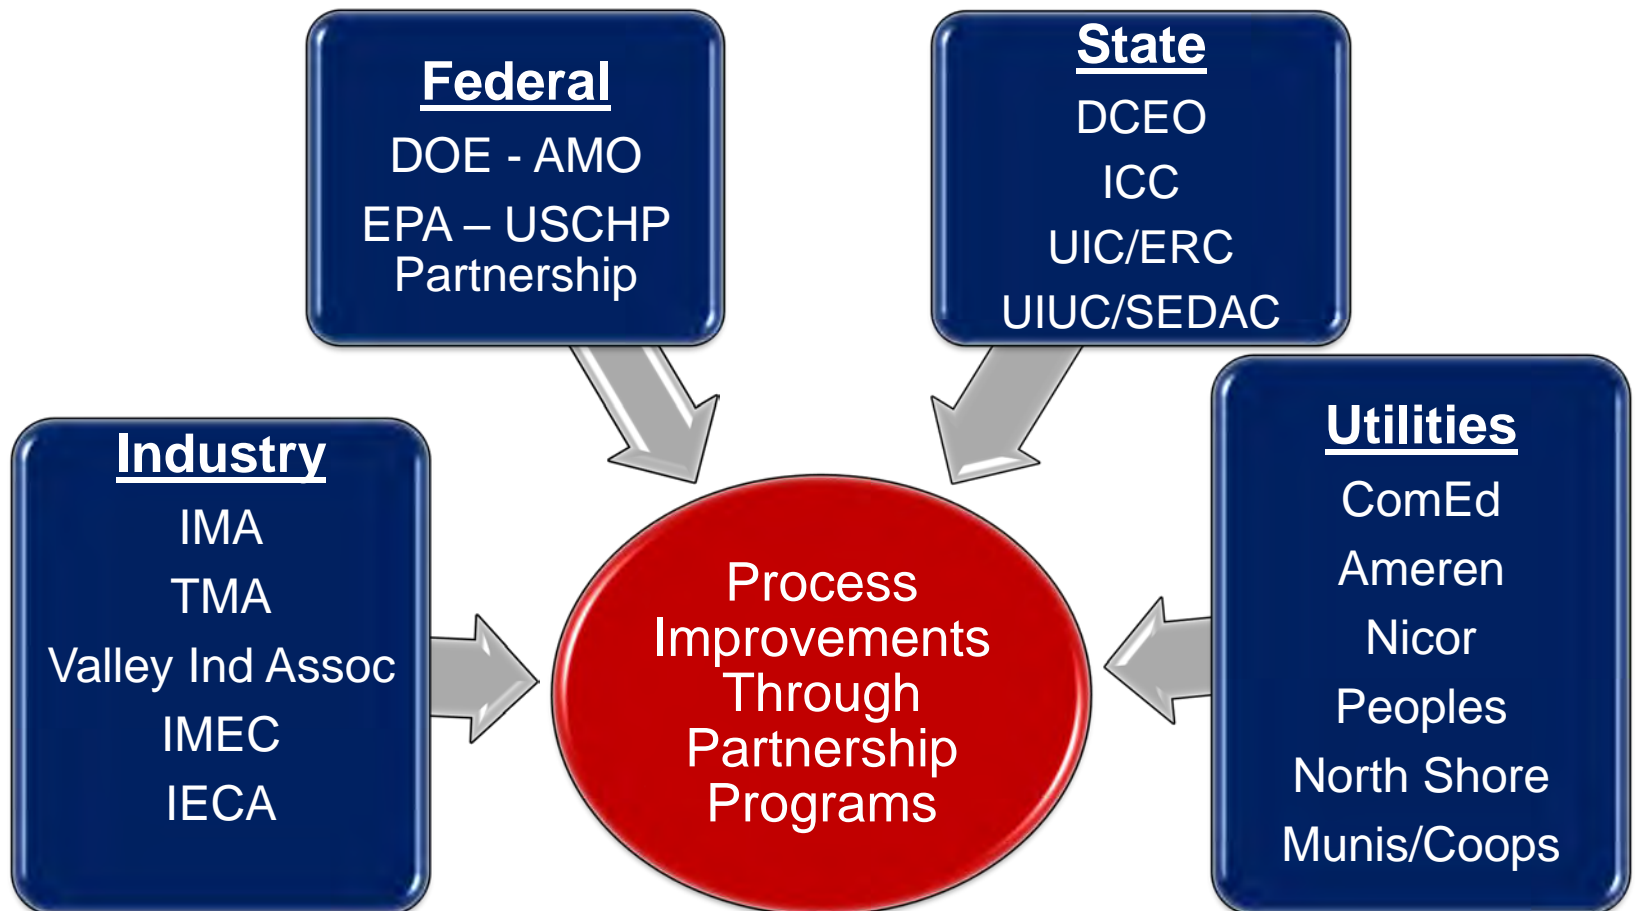 Federal
DOE - AMO
EPA – USCHP
Partnership
State
DCEO
ICC
UIC/ERC
UIUC/SEDAC
Industry
IMA
TMA
Valley Ind Assoc
IMEC
IECA
Process
Improvements
Through
Partnership
Programs
Utilities
ComEd
Ameren
Nicor
Peoples
North Shore
Munis/Coops